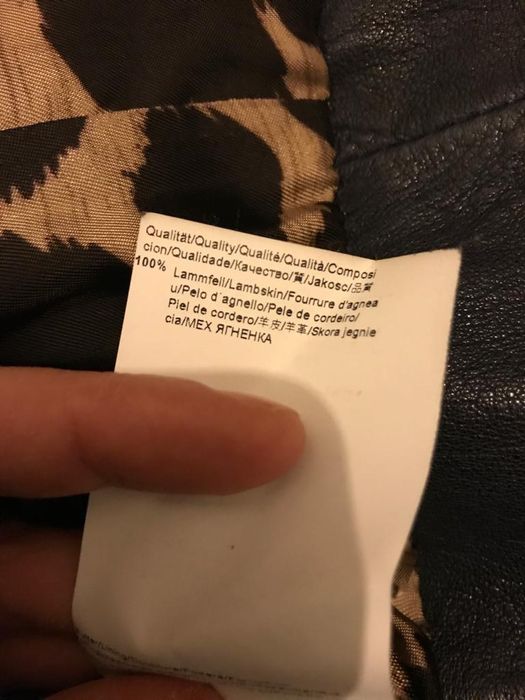 Qualität/Quality/Qualité/Qualità/Composi
cion/Qualidade/Качество/質/Jakosc/品質
100% Lammfell/Lambskin/Fourrure d'agnea
u/Pelo d´agnello/Pele de cordeiro/
Piel de cordero/羊皮/羊革/Skora jegnie
cia/МЕХ ЯГНЕНКА